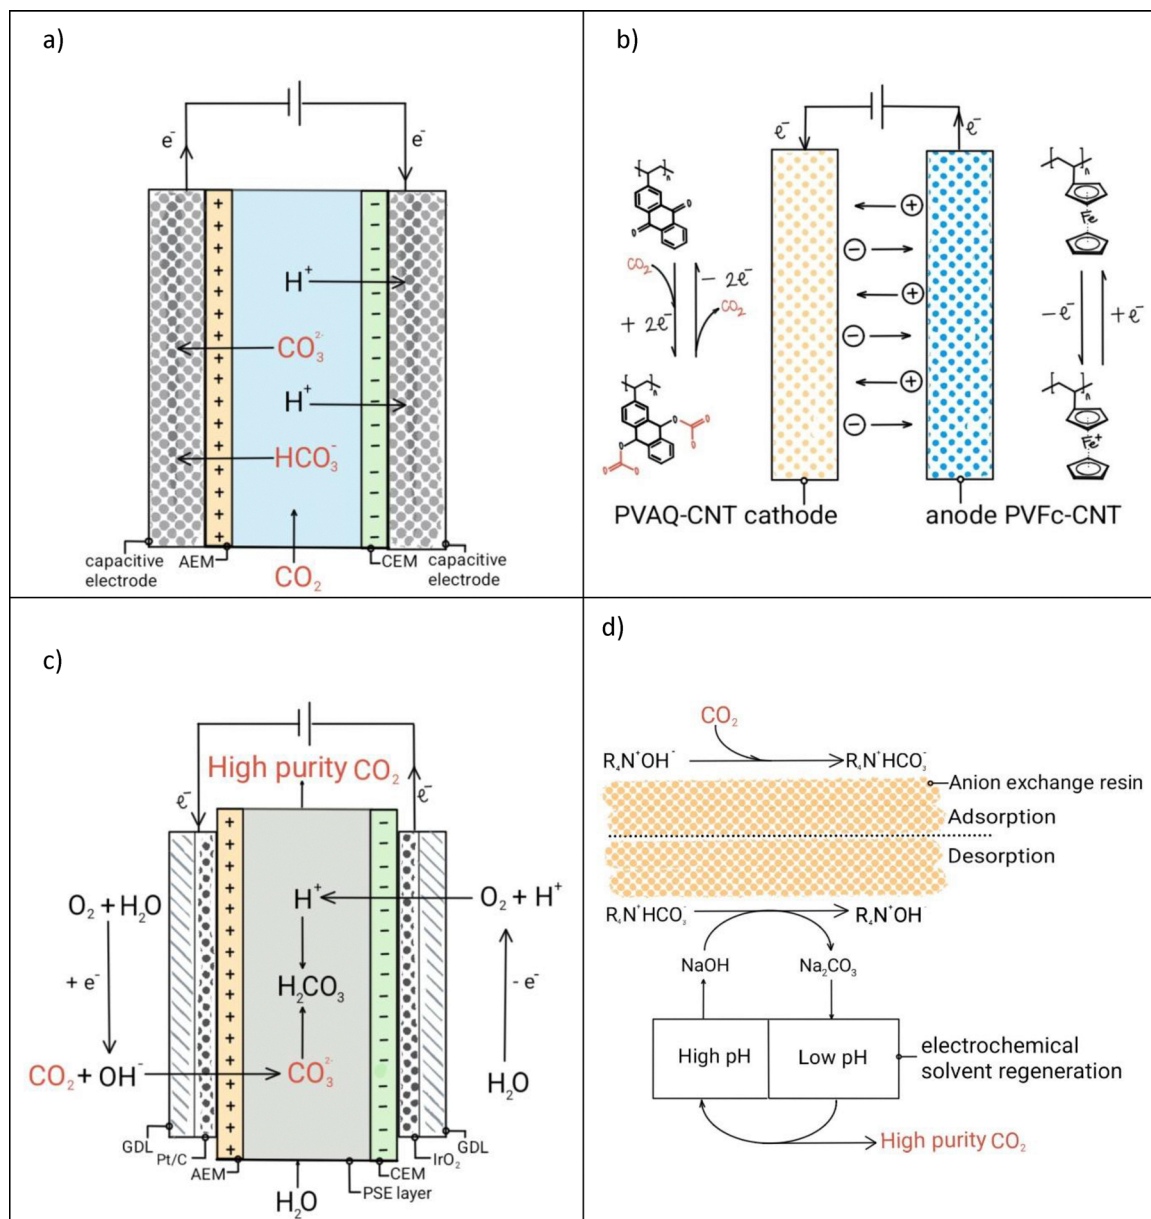 a)
e⁻
e⁻
+ + + + + + + + + + + + + + + +
− − − − − − − − − − − − − − − −
H⁺
CO₃²⁻
H⁺
HCO₃⁻
capacitive
electrode
AEM
CO₂
CEM
capacitive
electrode
b)
e⁻
e⁻
n
O
O
CO₂
− 2e⁻
+ 2e⁻
CO₂
n
O
O
O
O
O
O
+
−
+
−
+
−
n
Fe
−e⁻
+e⁻
n
Fe⁺
PVAQ-CNT cathode
anode PVFc-CNT
c)
High purity CO₂
e⁻
e⁻
O₂ + H₂O
H⁺
O₂ + H⁺
+ e⁻
H₂CO₃
- e⁻
CO₂ + OH⁻
CO₃²⁻
H₂O
GDL
Pt/C
AEM
H₂O
PSE layer
CEM
IrO₂
GDL
d)
CO₂
R₄N⁺OH⁻
R₄N⁺HCO₃⁻
Anion exchange resin
Adsorption
Desorption
R₄N⁺HCO₃⁻
R₄N⁺OH⁻
NaOH
Na₂CO₃
High pH
Low pH
electrochemical
solvent regeneration
High purity CO₂